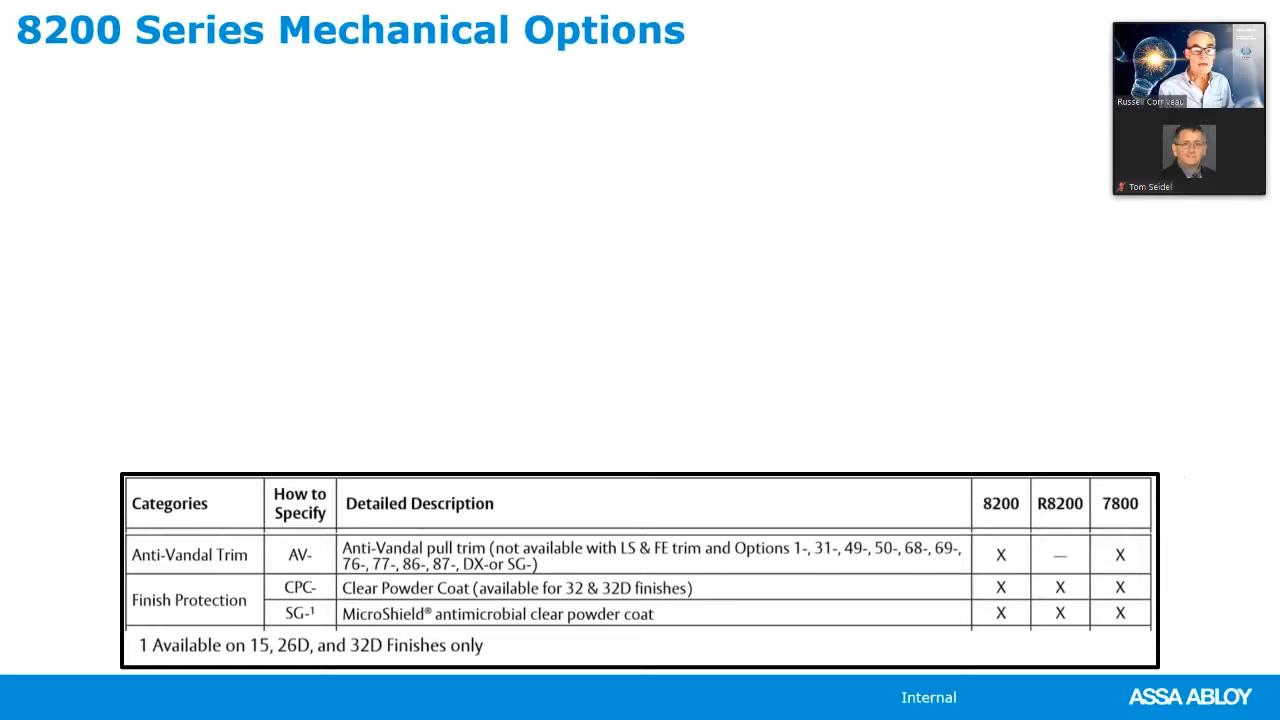 8200 Series Mechanical Options
Russell Corriveau
Tom Seidel
Categories
How to
Specify
Detailed Description
8200
R8200
7800
Anti-Vandal Trim
AV-
Anti-Vandal pull trim (not available with LS & FE trim and Options 1-, 31-, 49-, 50-, 68-, 69-,
76-, 77-, 86-, 87-, DX-or SG-)
X
—
X
Finish Protection
CPC-
Clear Powder Coat (available for 32 & 32D finishes)
X
X
X
SG-¹
MicroShield® antimicrobial clear powder coat
X
X
X
1 Available on 15, 26D, and 32D Finishes only
Internal
ASSA ABLOY